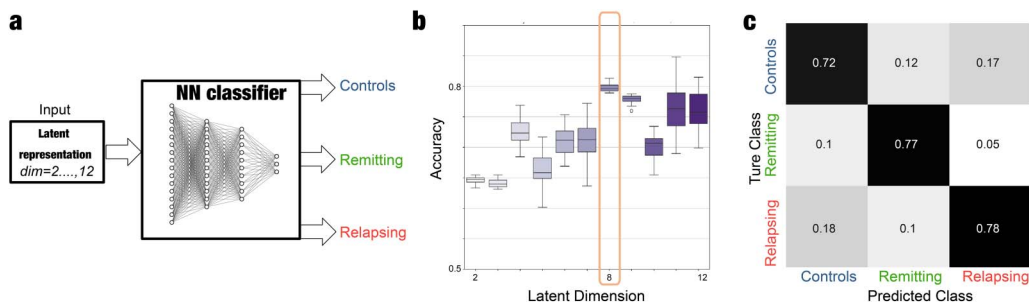 a
Input
Latent
representation
dim=2....,12
NN classifier
Controls
Remitting
Relapsing
b
Accuracy
0.8
0.5
2
8
12
Latent Dimension
c
Ture Class
Controls
Remitting
Relapsing
0.72 0.12 0.17
0.1 0.77 0.05
0.18 0.1 0.78
Controls Remitting Relapsing
Predicted Class